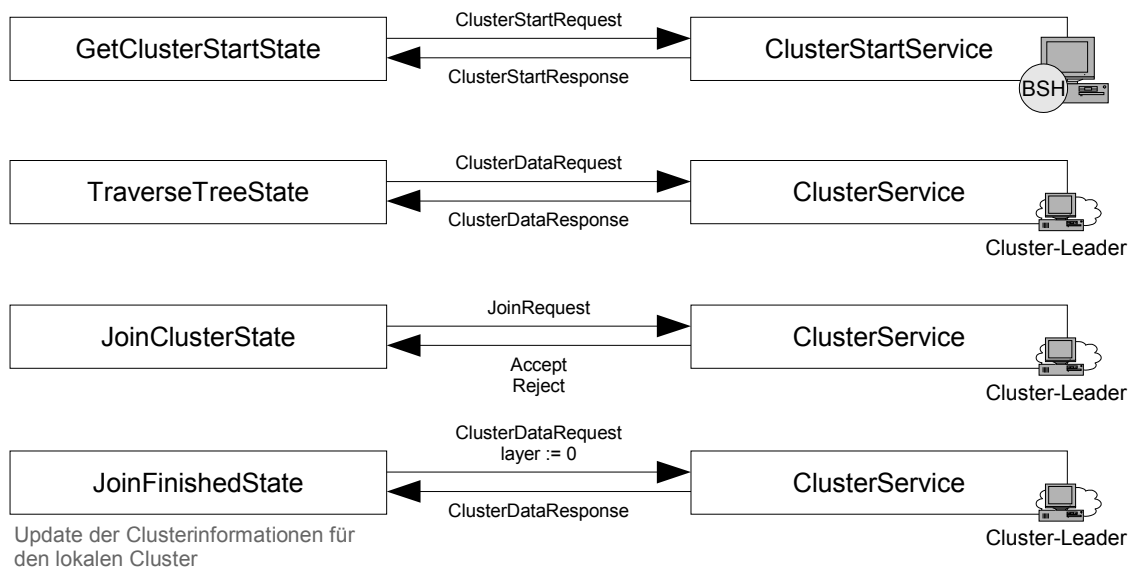 ClusterStartRequest
GetClusterStartState
ClusterStartService
ClusterStartResponse
BSH
ClusterDataRequest
TraverseTreeState
ClusterService
ClusterDataResponse
Cluster-Leader
JoinRequest
JoinClusterState
ClusterService
Accept
Reject
Cluster-Leader
ClusterDataRequest
layer := 0
JoinFinishedState
ClusterService
ClusterDataResponse
Cluster-Leader
Update der Clusterinformationen für
den lokalen Cluster